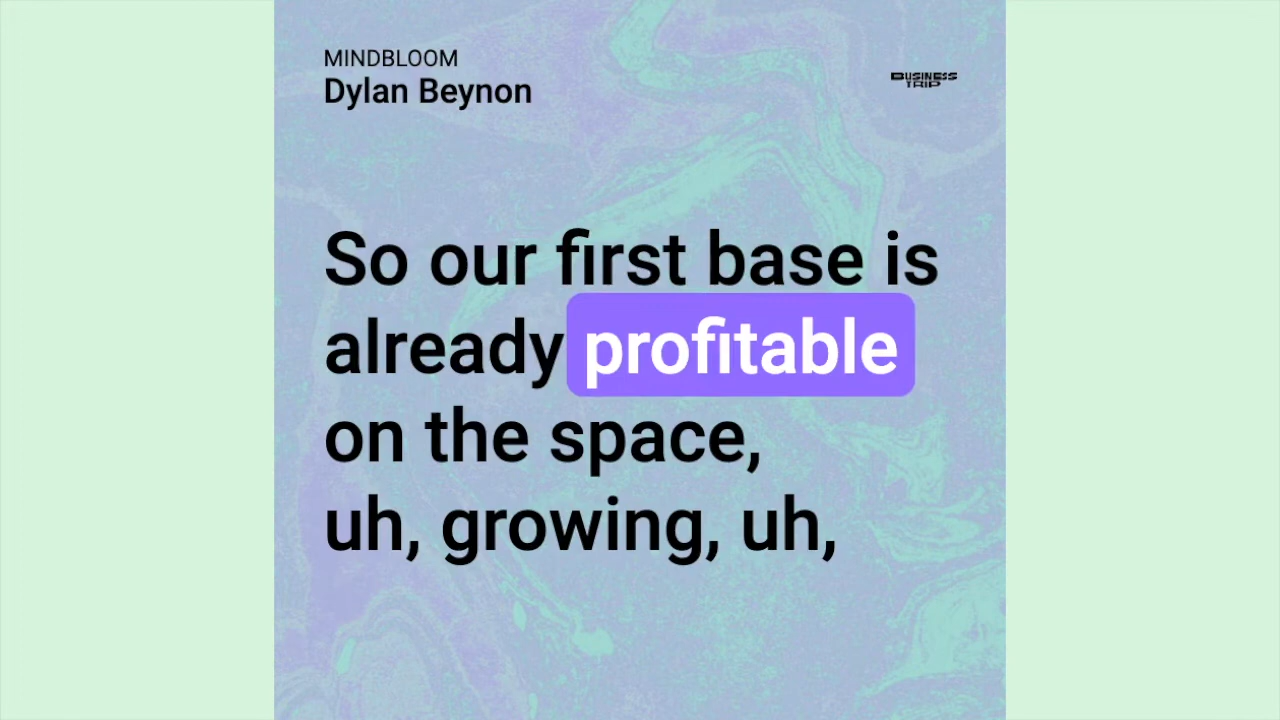 MINDBLOOM
Dylan Beynon
BUSINESS
TRIP
So our first base is
already profitable
on the space,
uh, growing, uh,